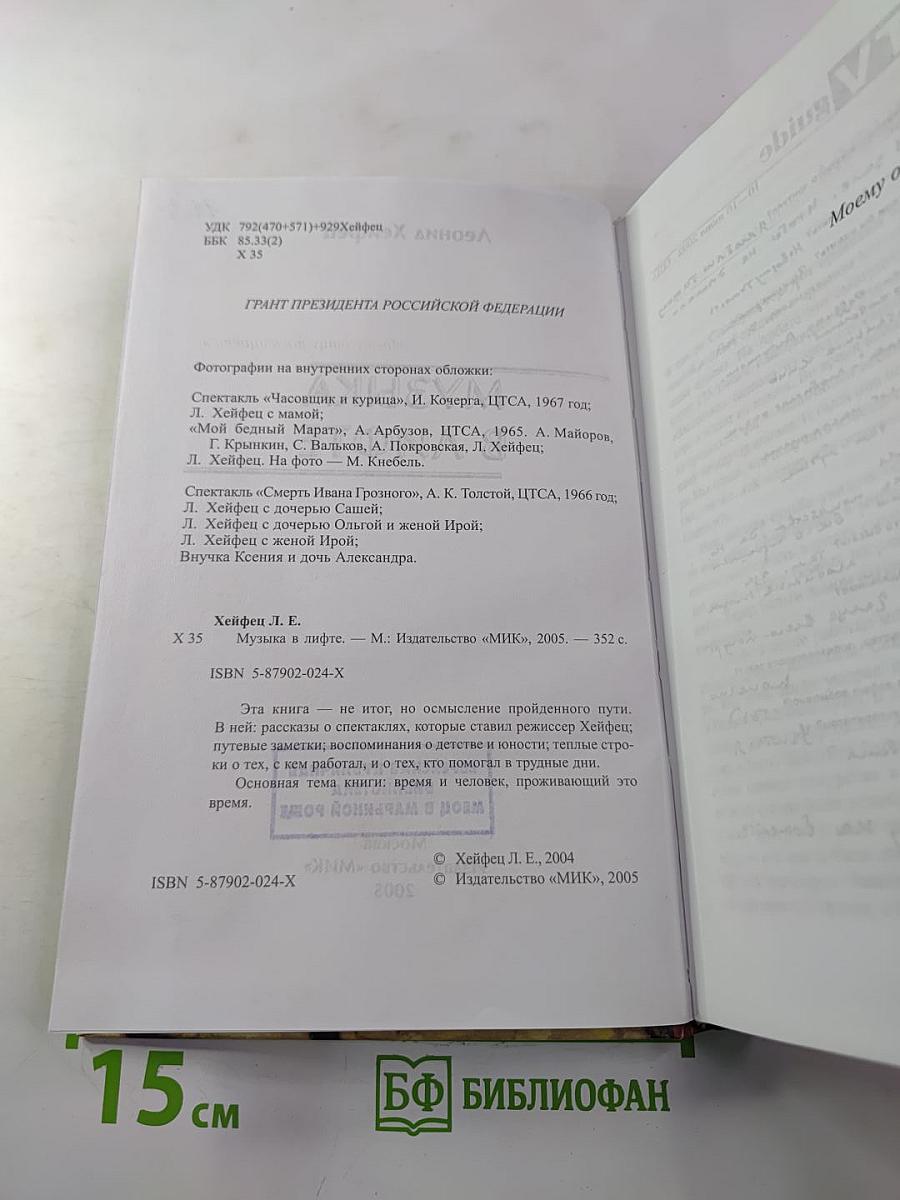 УДК 792(470+571)+929Хейфец
ББК 85.33(2)
Х 35
ГРАНТ ПРЕЗИДЕНТА РОССИЙСКОЙ ФЕДЕРАЦИИ
Фотографии на внутренних сторонах обложки:
Спектакль «Часовщик и курица», И. Кочерга, ЦТСА, 1967 год;
Л. Хейфец с мамой;
«Мой бедный Марат», А. Арбузов, ЦТСА, 1965. А. Майоров,
Г. Крынкин, С. Вальков, А. Покровская, Л. Хейфец;
Л. Хейфец. На фото — М. Кнебель.
Спектакль «Смерть Ивана Грозного», А. К. Толстой, ЦТСА, 1966 год;
Л. Хейфец с дочерью Сашей;
Л. Хейфец с дочерью Ольгой и женой Ирой;
Л. Хейфец с женой Ирой;
Внучка Ксения и дочь Александра.
Хейфец Л. Е.
Х 35 Музыка в лифте. — М.: Издательство «МИК», 2005. — 352 с.
ISBN 5-87902-024-X
Эта книга — не итог, но осмысление пройденного пути.
В ней: рассказы о спектаклях, которые ставил режиссер Хейфец;
путевые заметки; воспоминания о детстве и юности; теплые стро-
ки о тех, с кем работал, и о тех, кто помогал в трудные дни.
Основная тема книги: время и человек, проживающий это
время.
© Хейфец Л. Е., 2004
ISBN 5-87902-024-X © Издательство «МИК», 2005
TV
guide
Моему
15 см
БФ БИБЛИОФАН